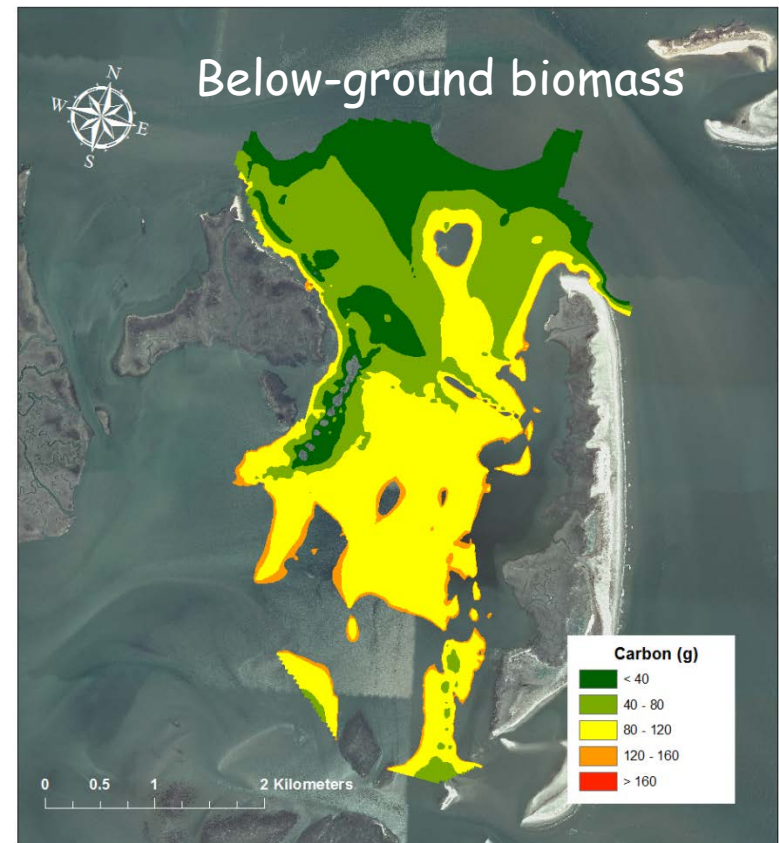 Below-ground biomass
N
W
E
S
Carbon (g)
< 40
40 - 80
80 - 120
120 - 160
> 160
0 0.5 1 2 Kilometers